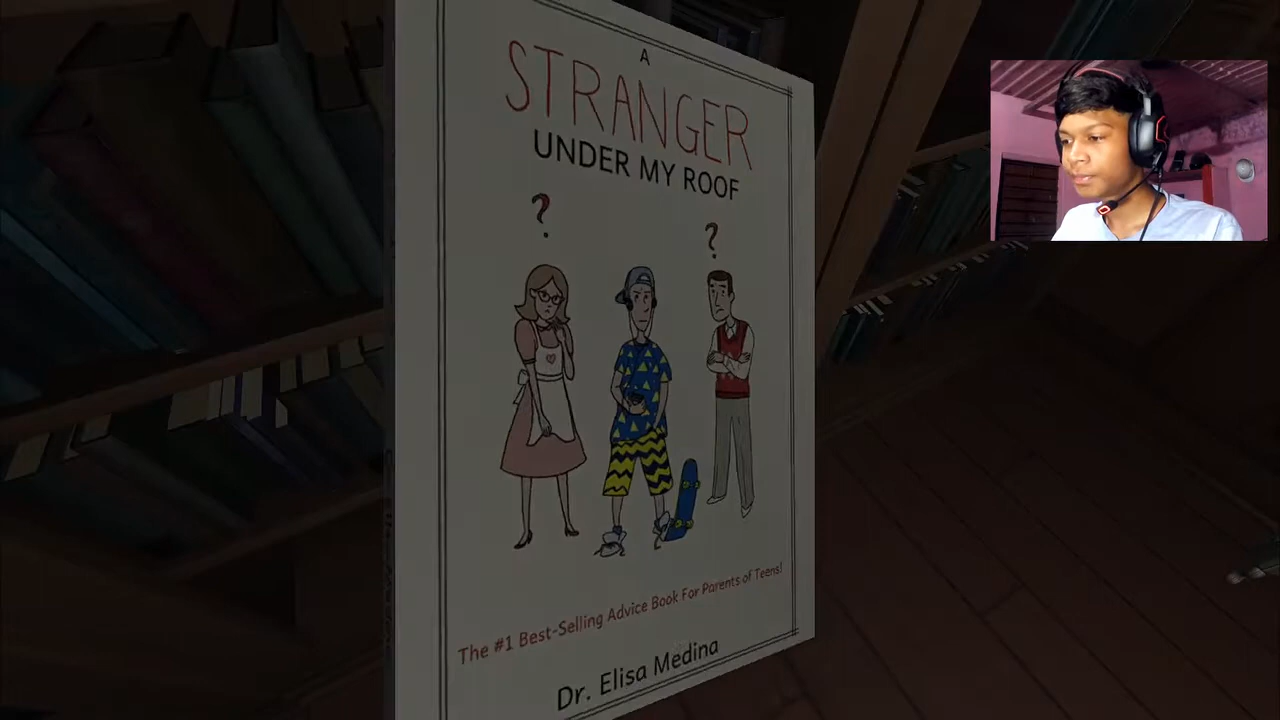 A
STRANGER
UNDER MY ROOF
?
?
The #1 Best-Selling Advice Book For Parents of Teens!
Dr. Elisa Medina